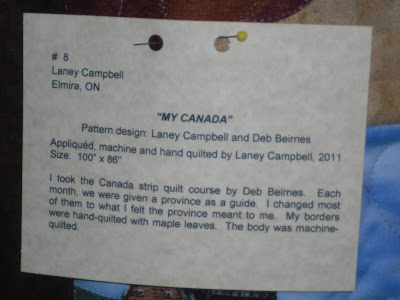 # 8
Laney Campbell
Elmira, ON
"MY CANADA"
Pattern design: Laney Campbell and Deb Beirnes
Appliquéd, machine and hand quilted by Laney Campbell, 2011
Size: 100" x 86"
I took the Canada strip quilt course by Deb Beirnes. Each
month, we were given a province as a guide. I changed most
of them to what I felt the province meant to me. My borders
were hand-quilted with maple leaves. The body was machine-
quilted.